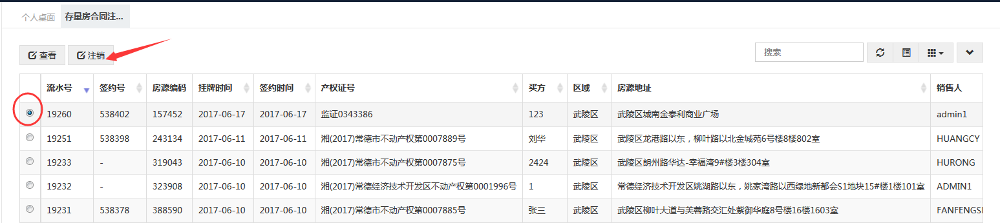 个人桌面 存量房合同注...
查看 注销 搜索
流水号 签约号 房源编码 挂牌时间 签约时间 产权证号 买方 区域 房源地址 销售人
19260 538402 157452 2017-06-17 2017-06-17 监证0343386 123 武陵区 武陵区城南金泰利商业广场 admin1
19251 538398 243134 2017-06-11 2017-06-11 湘(2017)常德市不动产权第0007889号 刘华 武陵区 武陵区龙港路以东，柳叶路以北金城苑6号楼8楼802室 HUANGCY
19233 - 319043 2017-06-10 2017-06-10 湘(2017)常德市不动产权第0007875号 2424 武陵区 武陵区朗州路华达-幸福湾9#楼3楼304室 HURONG
19232 - 323908 2017-06-10 2017-06-10 湘(2017)常德经济技术开发区不动产权第0001996号 1 武陵区 常德经济技术开发区姚湖路以东，姚家湾路以西绿地新都会S1地块15#楼1楼101室 ADMIN1
19231 538378 388590 2017-06-10 2017-06-10 湘(2017)常德市不动产权第0007885号 张三 武陵区 武陵区柳叶大道与芙蓉路交汇处紫御华庭8号楼16楼1603室